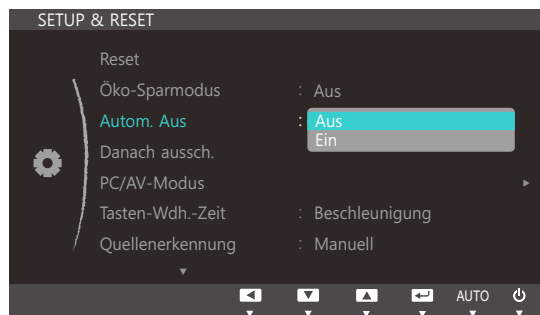 SETUP & RESET
Reset
Öko-Sparmodus : Aus
Autom. Aus : Aus
Ein
Danach aussch.
PC/AV-Modus
Tasten-Wdh.-Zeit : Beschleunigung
Quellenerkennung : Manuell
AUTO